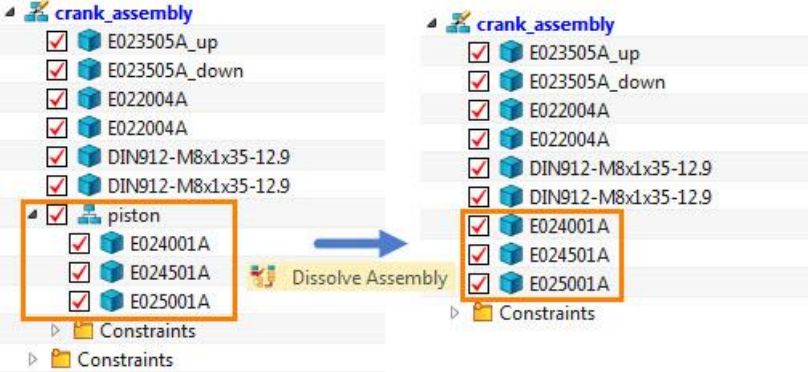 crank_assembly
E023505A_up
E023505A_down
E022004A
E022004A
DIN912-M8x1x35-12.9
DIN912-M8x1x35-12.9
piston
E024001A
E024501A
E025001A
Constraints
Constraints
Dissolve Assembly
crank_assembly
E023505A_up
E023505A_down
E022004A
E022004A
DIN912-M8x1x35-12.9
DIN912-M8x1x35-12.9
E024001A
E024501A
E025001A
Constraints